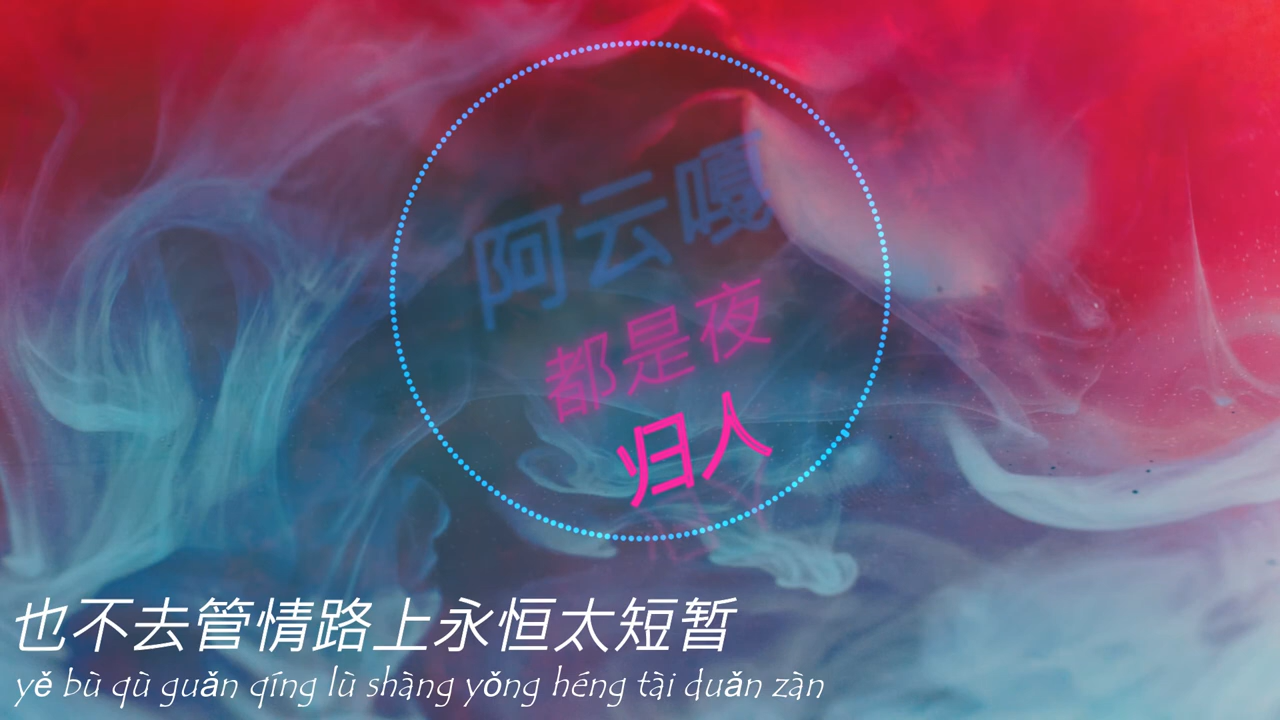 阿云嘎
都是夜
归人
也不去管情路上永恒太短暂
yě bù qù guǎn qíng lù shàng yǒng héng tài duǎn zàn